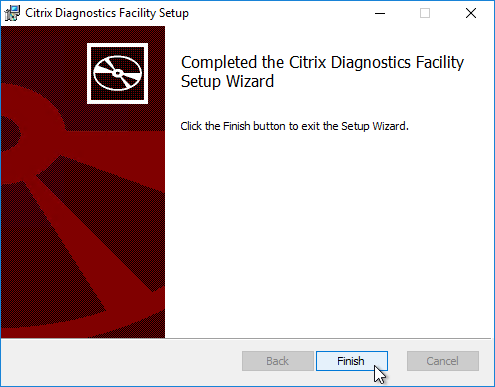 Citrix Diagnostics Facility Setup
Completed the Citrix Diagnostics Facility
Setup Wizard
Click the Finish button to exit the Setup Wizard.
Back
Finish
Cancel